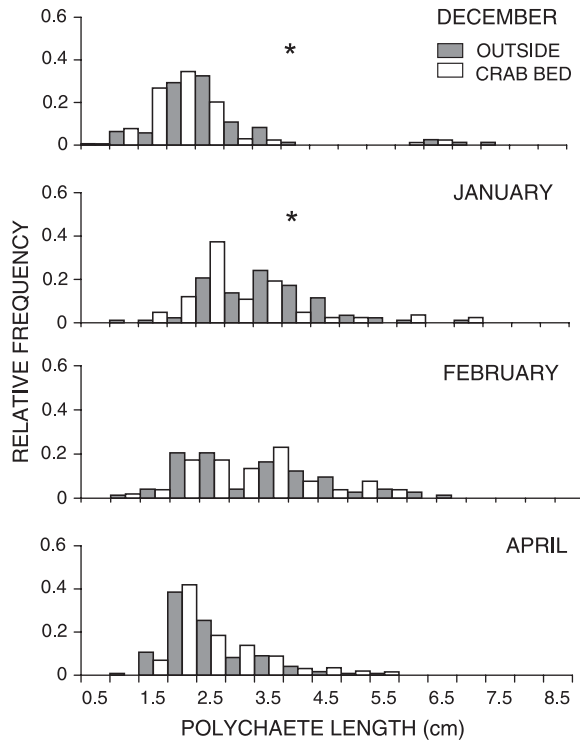 DECEMBER
OUTSIDE
CRAB BED
*
0.6
0.4
0.2
0
JANUARY
*
0.6
0.4
0.2
0
FEBRUARY
0.6
0.4
0.2
0
APRIL
0.6
0.4
0.2
0
RELATIVE FREQUENCY
0.5 1.5 2.5 3.5 4.5 5.5 6.5 7.5 8.5
POLYCHAETE LENGTH (cm)